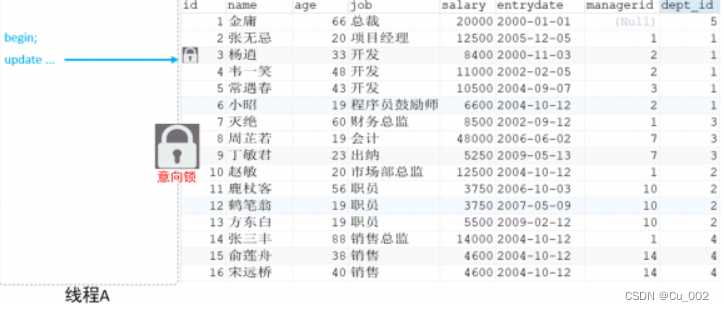 id name age job salary entrydate managerid dept_id
1 金庸 66 总裁 20000 2000-01-01 (Null) 5
begin;
2 张无忌 20 项目经理 12500 2005-12-05 1 1
update ...
3 杨逍 33 开发 8400 2000-11-03 2 1
4 韦一笑 48 开发 11000 2002-02-05 2 1
5 常遇春 43 开发 10500 2004-09-07 3 1
6 小昭 19 程序员鼓励师 6600 2004-10-12 2 1
7 灭绝 60 财务总监 8500 2002-09-12 1 3
8 周芷若 19 会计 48000 2006-06-02 7 3
9 丁敏君 23 出纳 5250 2009-05-13 7 3
意向锁
10 赵敏 20 市场部总监 12500 2004-10-12 1 2
11 鹿杖客 56 职员 3750 2006-10-03 10 2
12 鹤笔翁 19 职员 3750 2007-05-09 10 2
13 方东白 19 职员 5500 2009-02-12 10 2
14 张三丰 88 销售总监 14000 2004-10-12 1 4
15 俞莲舟 38 销售 4600 2004-10-12 14 4
16 宋远桥 40 销售 4600 2004-10-12 14 4
线程A
CSDN @Cu_002